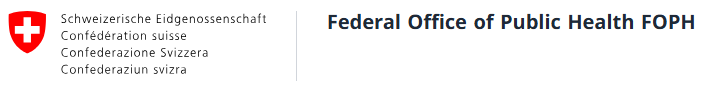 Schweizerische Eidgenossenschaft
Confédération suisse
Confederazione Svizzera
Confederaziun svizra
Federal Office of Public Health FOPH